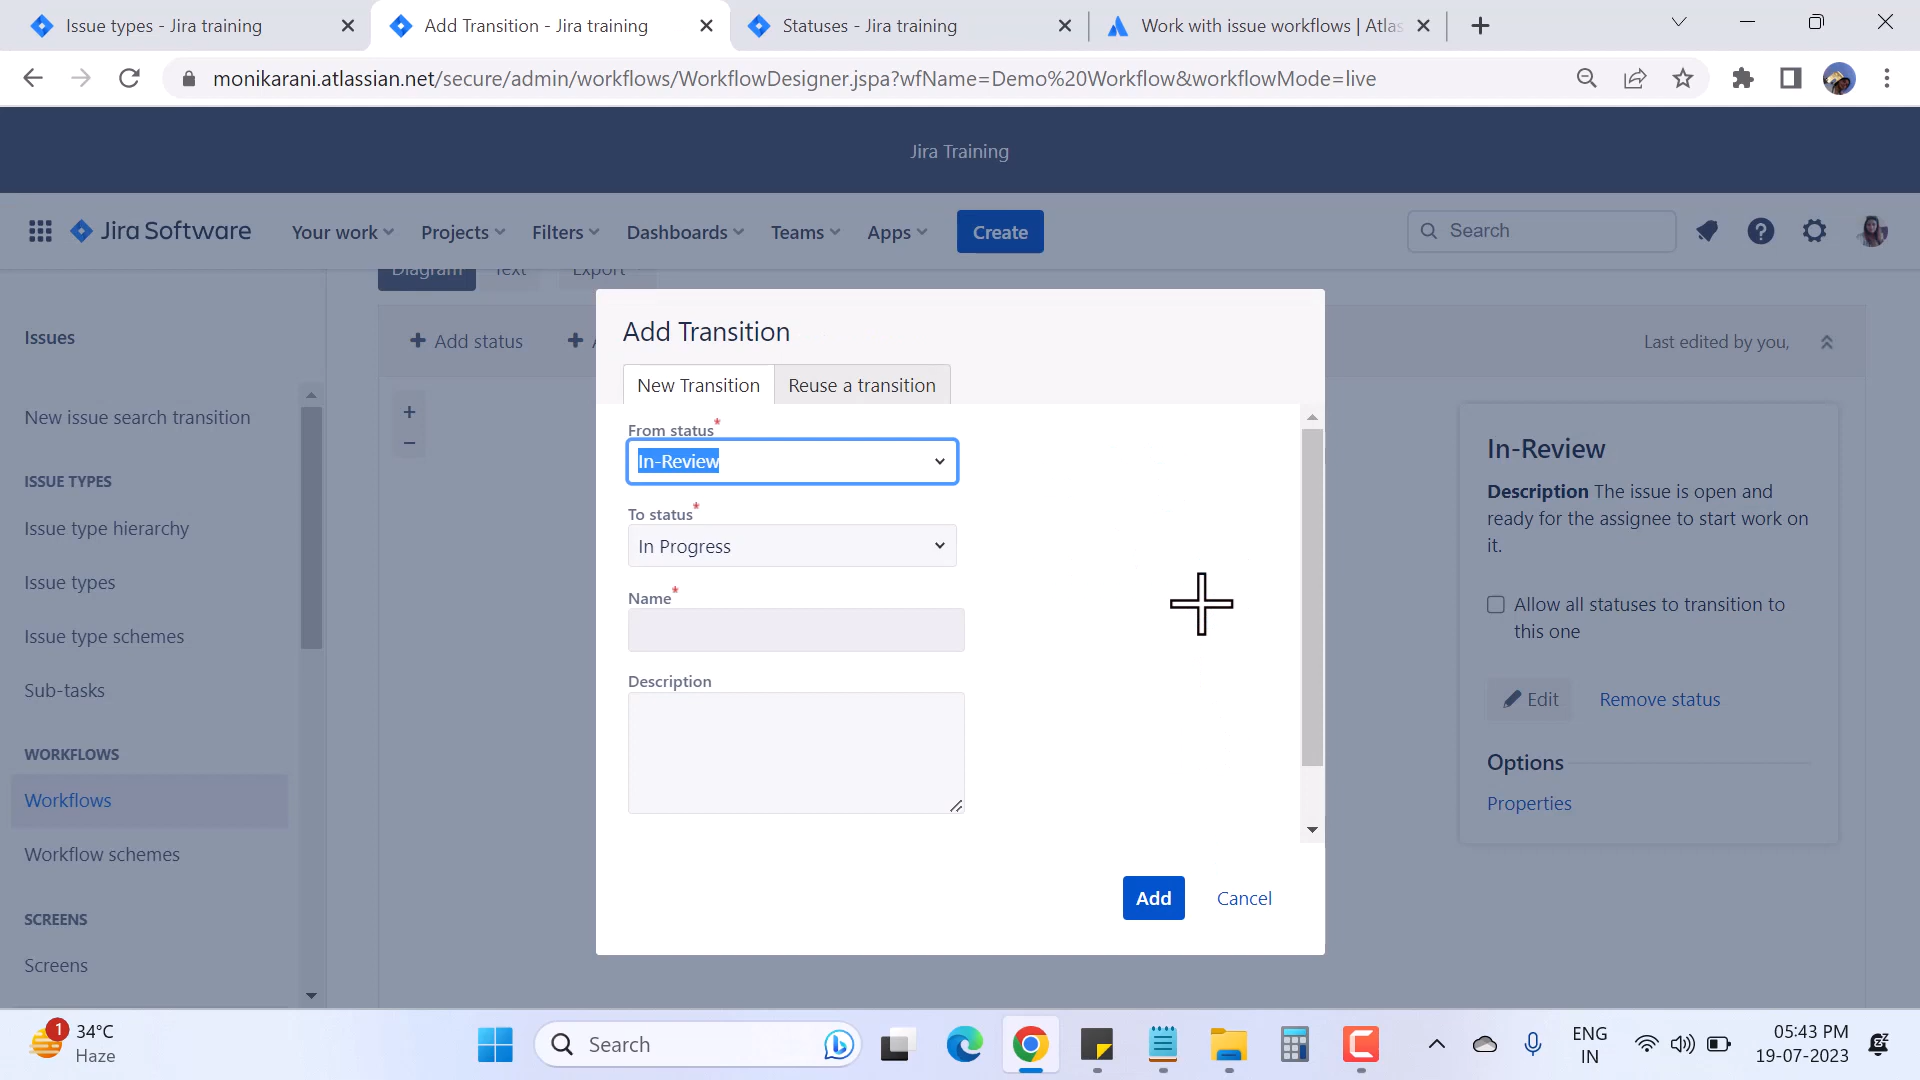 Issue types - Jira training
Add Transition - Jira training
Statuses - Jira training
Work with issue workflows | Atlas
monikarani.atlassian.net/secure/admin/workflows/WorkflowDesigner.jspa?wfName=Demo%20Workflow&workflowMode=live
Jira Training
Jira Software
Your work
Projects
Filters
Dashboards
Teams
Apps
Create
Search
Diagram
Text
Export
Issues
New issue search transition
ISSUE TYPES
Issue type hierarchy
Issue types
Issue type schemes
Sub-tasks
WORKFLOWS
Workflows
Workflow schemes
SCREENS
Screens
+ Add status
+
Last edited by you,
+
−
Add Transition
New Transition
Reuse a transition
From status*
In-Review
To status*
In Progress
Name*
Description
Add
Cancel
In-Review
Description The issue is open and
ready for the assignee to start work on
it.
Allow all statuses to transition to
this one
Edit
Remove status
Options
Properties
1
34°C
Haze
Search
ENG
IN
05:43 PM
19-07-2023